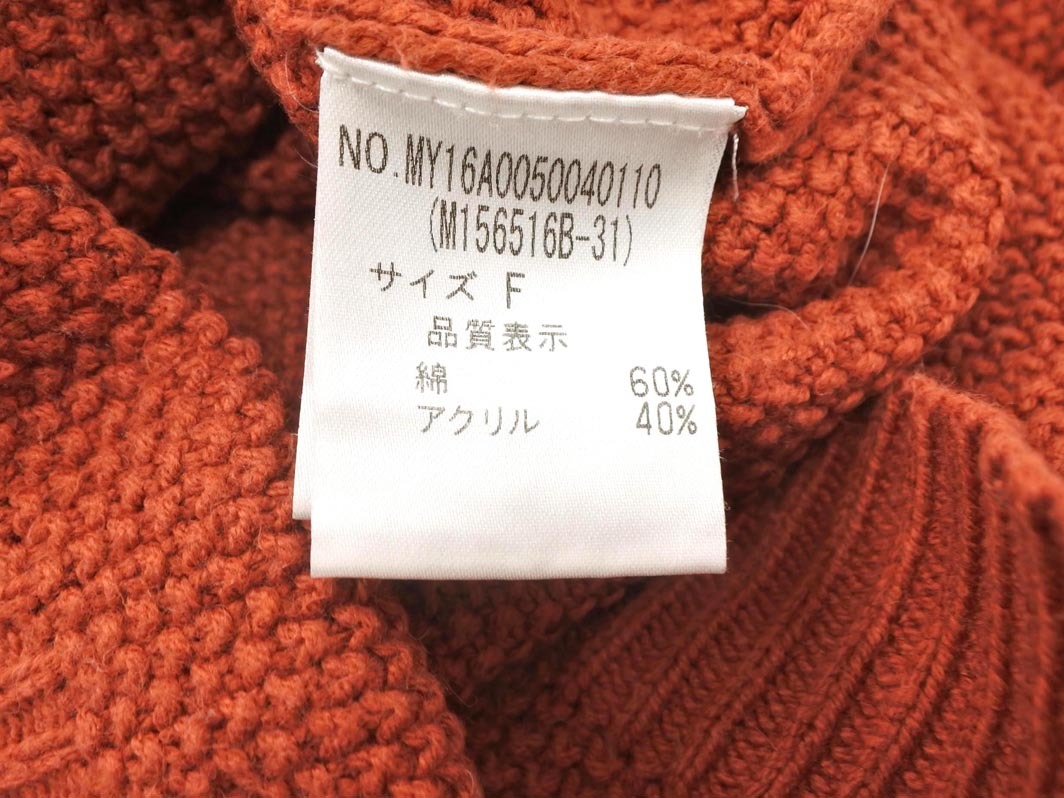 NO.MY16A0050040110
(M156516B-31)
サイズ F
品質表示
綿 60%
アクリル 40%